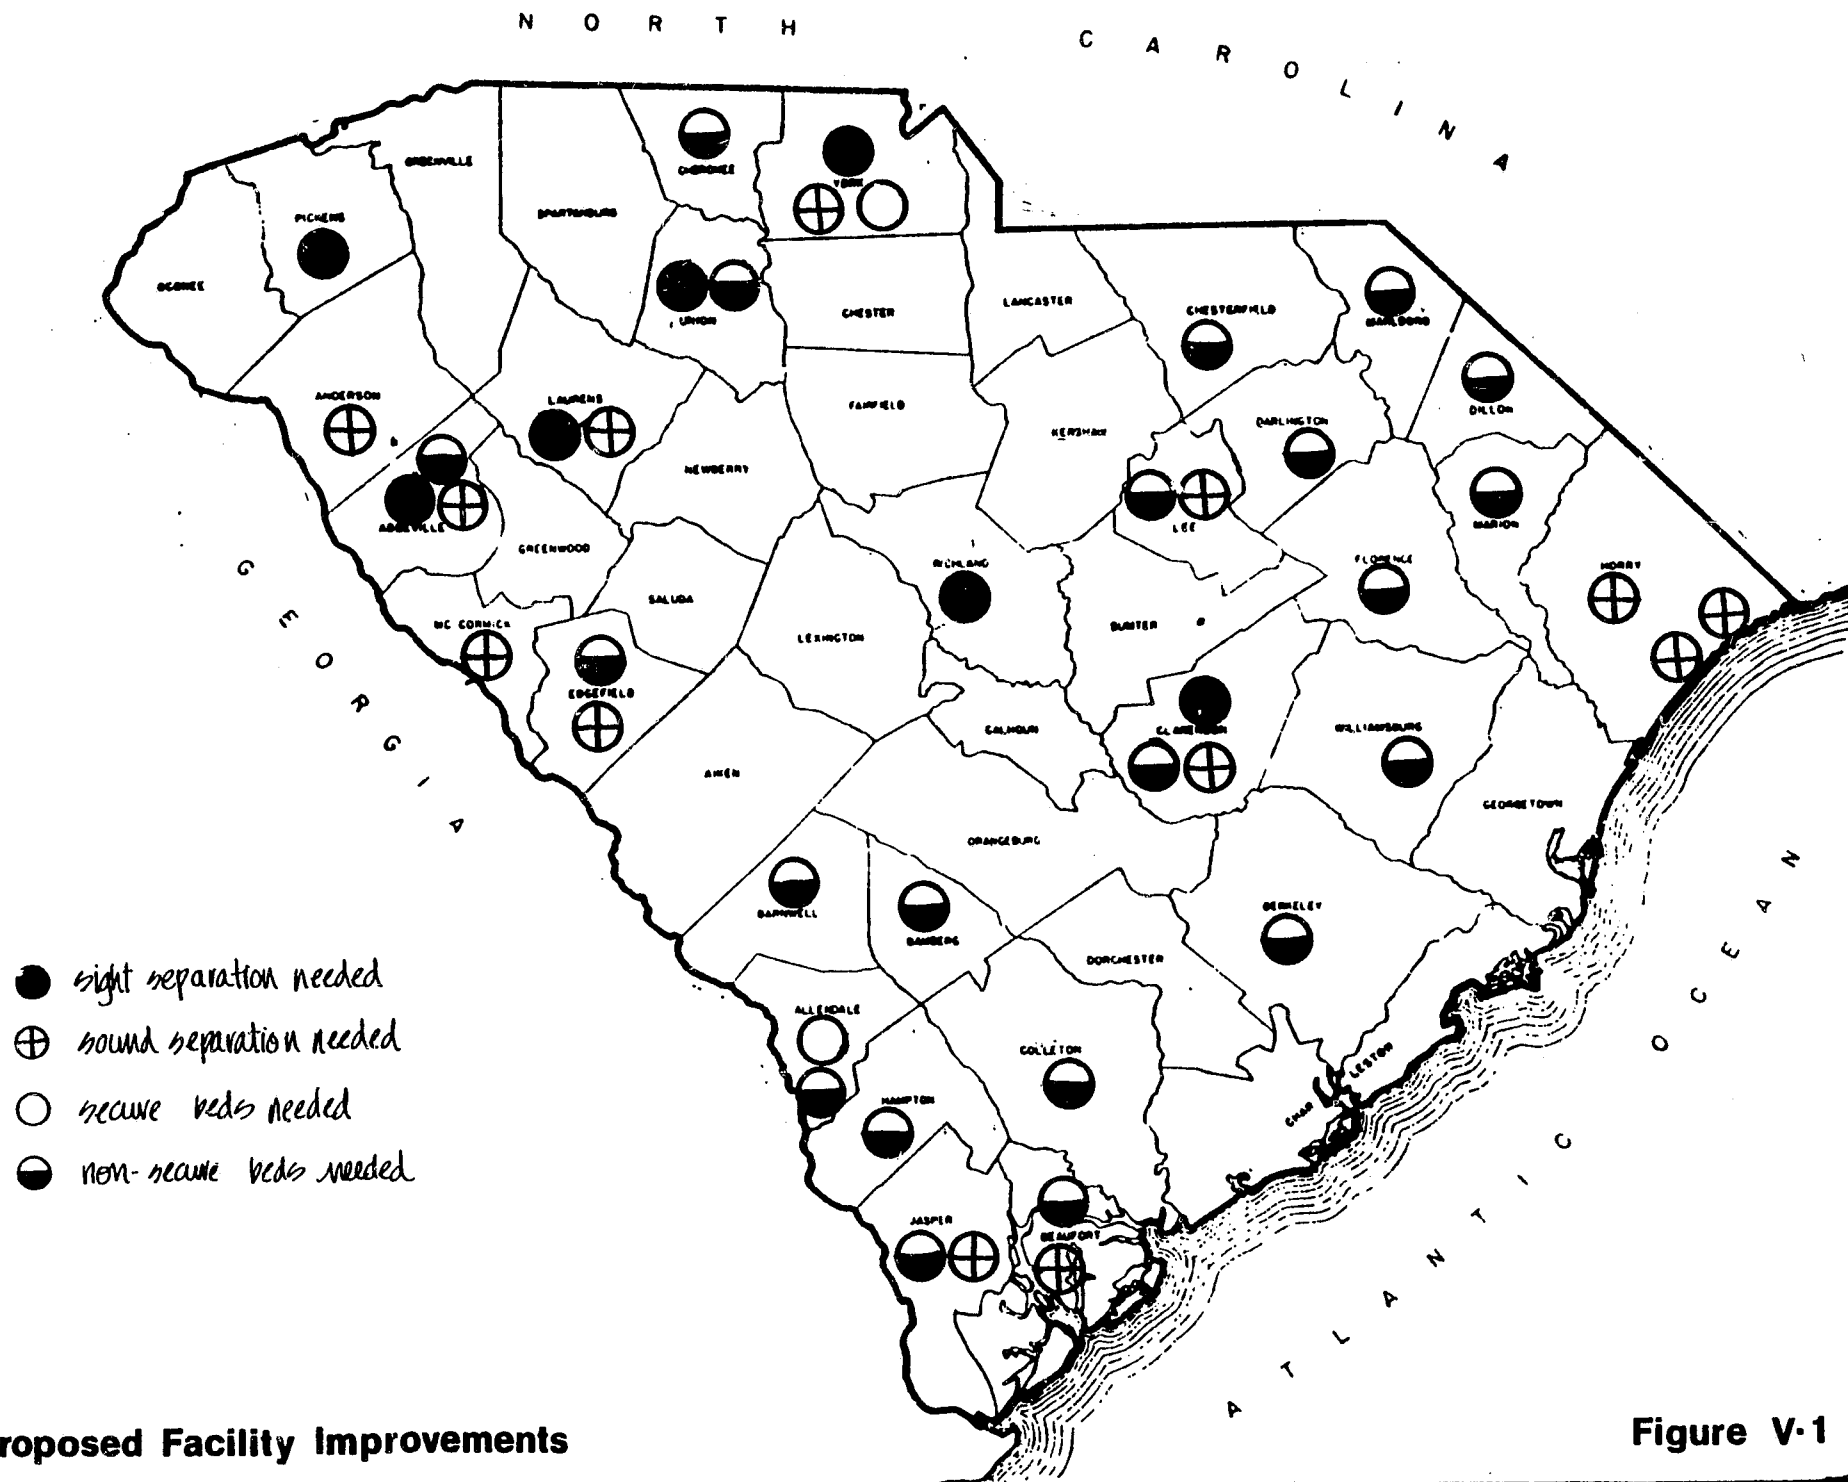 NORTH CAROLINA
GREENVILLE
CHEROKEE
YORK
PICKENS
SPARTANBURG
OCONEE
UNION
CHESTER
LANCASTER
CHESTERFIELD
MARLBORO
ANDERSON
LAURENS
FAIRFIELD
KERSHAW
DARLINGTON
DILLON
NEWBERRY
ABBEVILLE
LEE
MARION
GREENWOOD
RICHLAND
FLORENCE
HORRY
GEORGIA
MC CORMICK
SALUDA
LEXINGTON
SUMTER
EDGEFIELD
CALHOUN
CLARENDON
WILLIAMSBURG
AIKEN
GEORGETOWN
ORANGEBURG
BARNWELL
BAMBERG
BERKELEY
DORCHESTER
ALLENDALE
COLLETON
CHARLESTON
HAMPTON
JASPER
BEAUFORT
ATLANTIC OCEAN
sight separation needed
sound separation needed
secure beds needed
non-secure beds needed
roposed Facility Improvements
Figure V-1